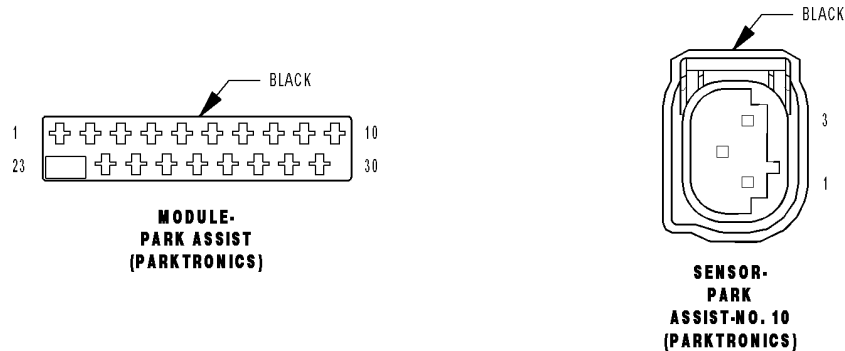 BLACK
1 10
23 30
MODULE-
PARK ASSIST
(PARKTRONICS)
BLACK
3
1
SENSOR-
PARK
ASSIST-NO. 10
(PARKTRONICS)